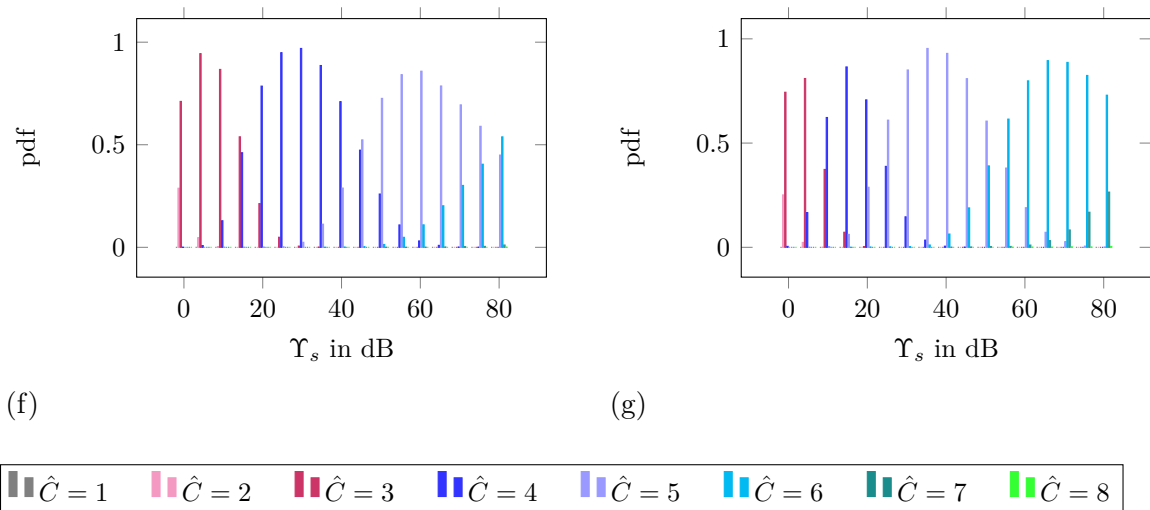 1
0.5
0
pdf
0 20 40 60 80
ϒ_s in dB
(f)
1
0.5
0
pdf
0 20 40 60 80
ϒ_s in dB
(g)
Ĉ = 1 Ĉ = 2 Ĉ = 3 Ĉ = 4 Ĉ = 5 Ĉ = 6 Ĉ = 7 Ĉ = 8